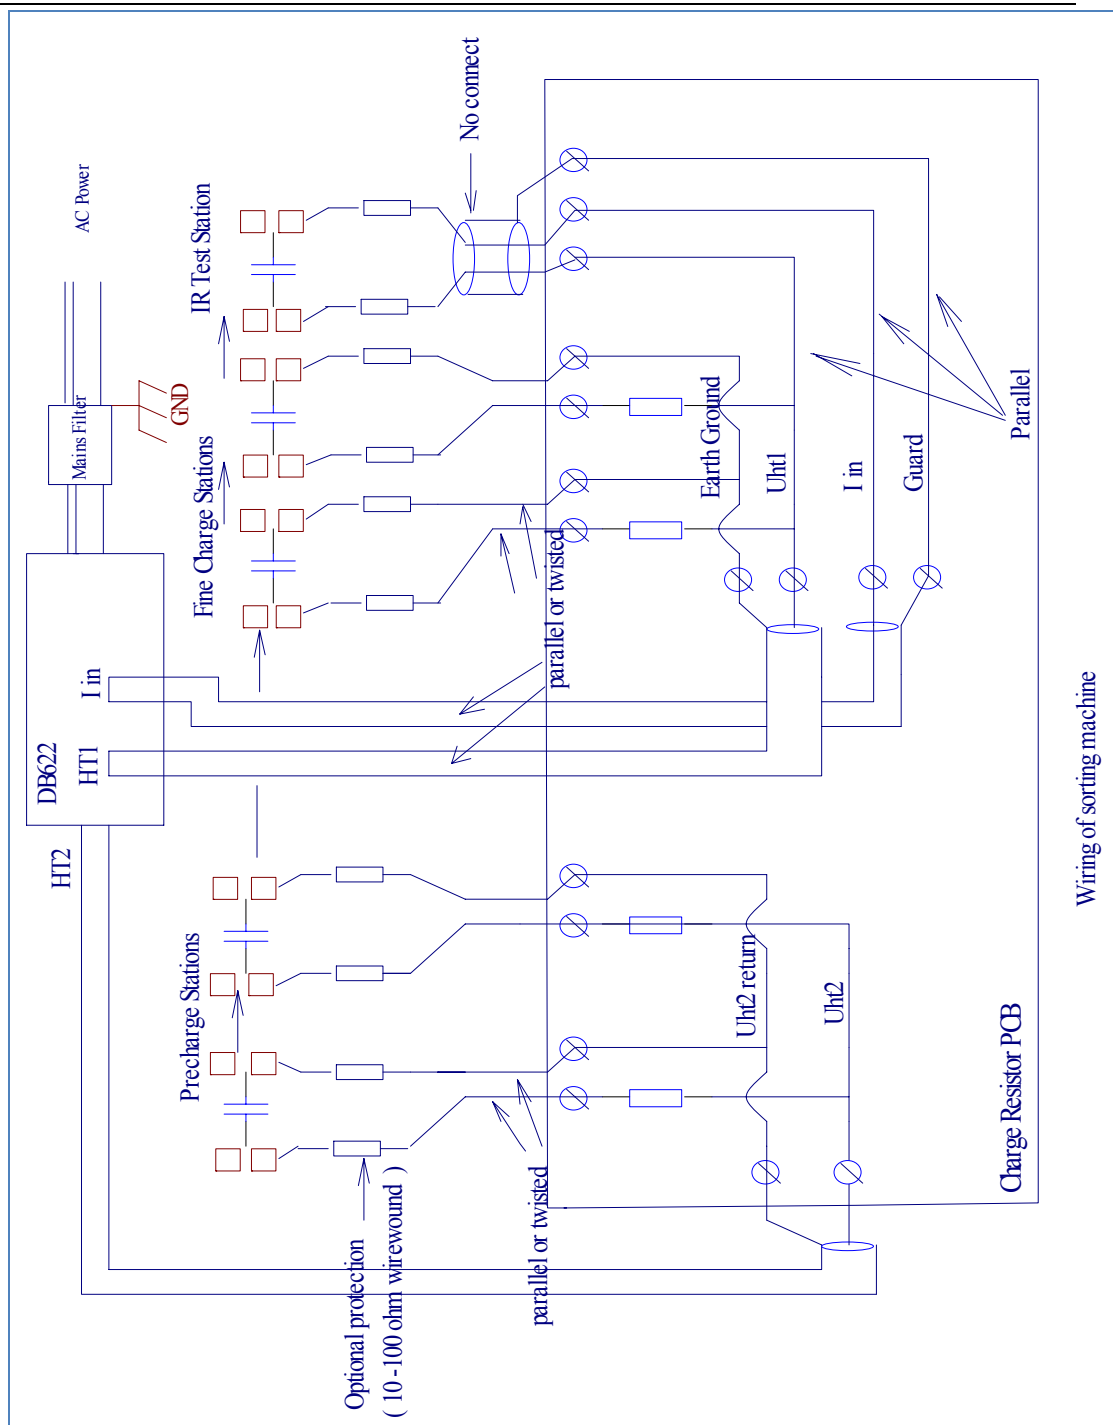 AC Power
Mains Filter
GND
DB622
I in
HT1
HT2
IR Test Station
Fine Charge Stations
Precharge Stations
No connect
Optional protection
( 10 -100 ohm wirewound )
parallel or twisted
parallel or twisted
Earth Ground
Uht1
I in
Guard
Parallel
Uht2 return
Uht2
Charge Resistor PCB
Wiring of sorting machine